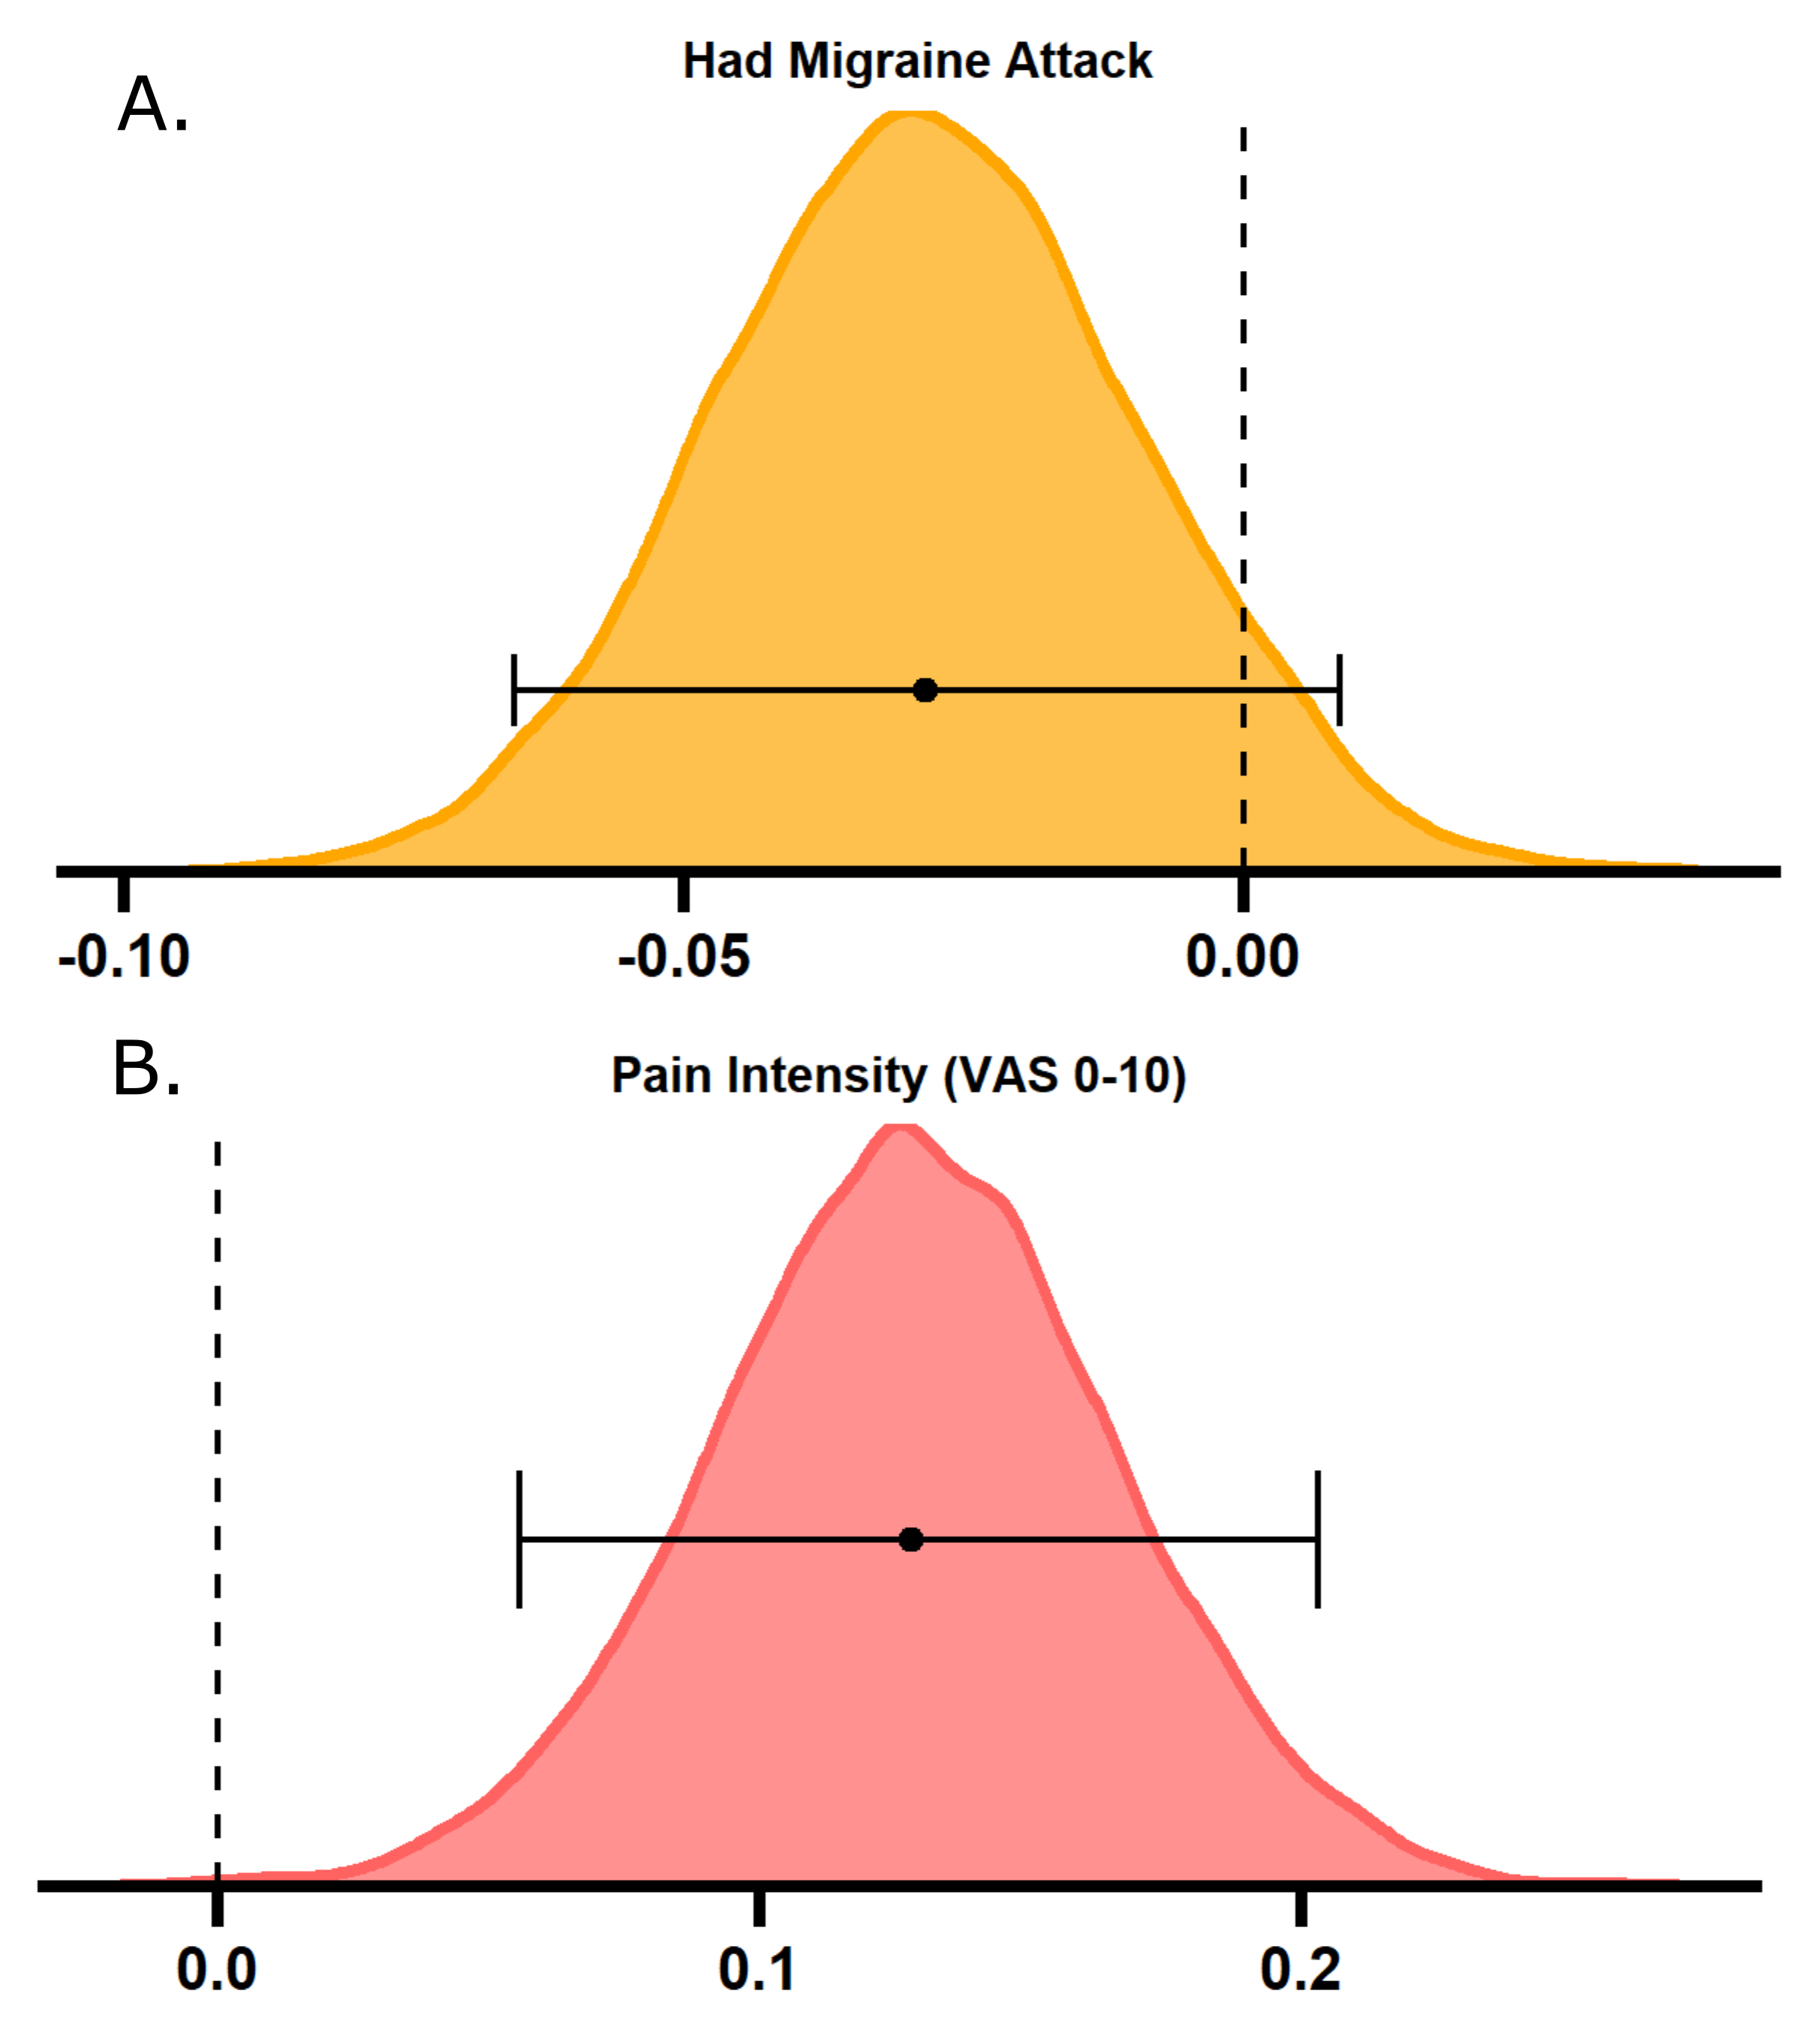 A.
Had Migraine Attack
-0.10 -0.05 0.00
B.
Pain Intensity (VAS 0-10)
0.0 0.1 0.2